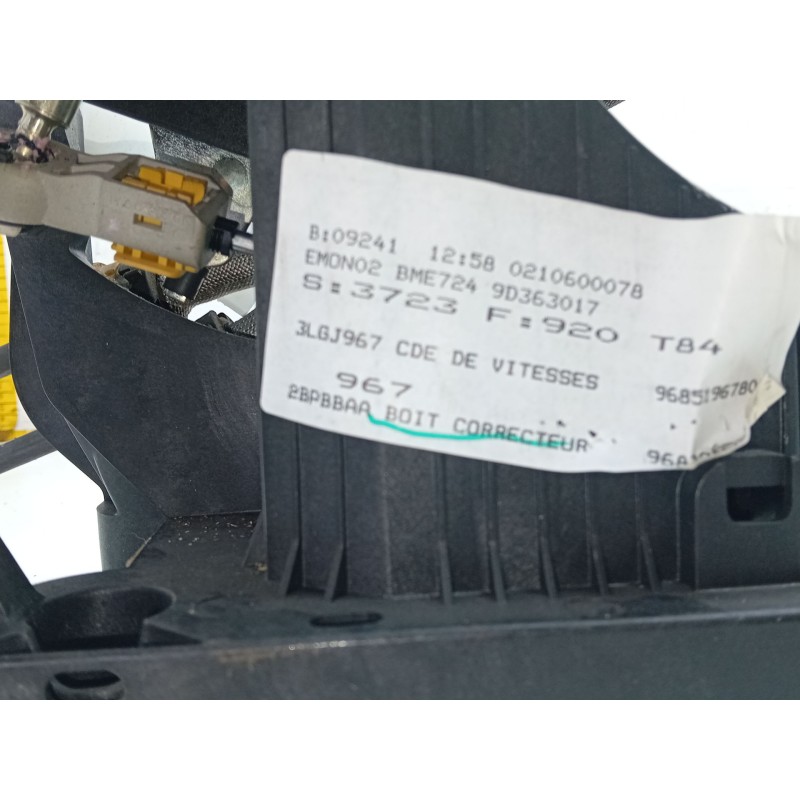 B:09241 12:58 0210600078
EMON02 BME724 9D363017
S:3723 F:920 T84
3LGJ967 CDE DE VITESSES 9685196780
967
2BPBBAA BOIT CORRECTEUR